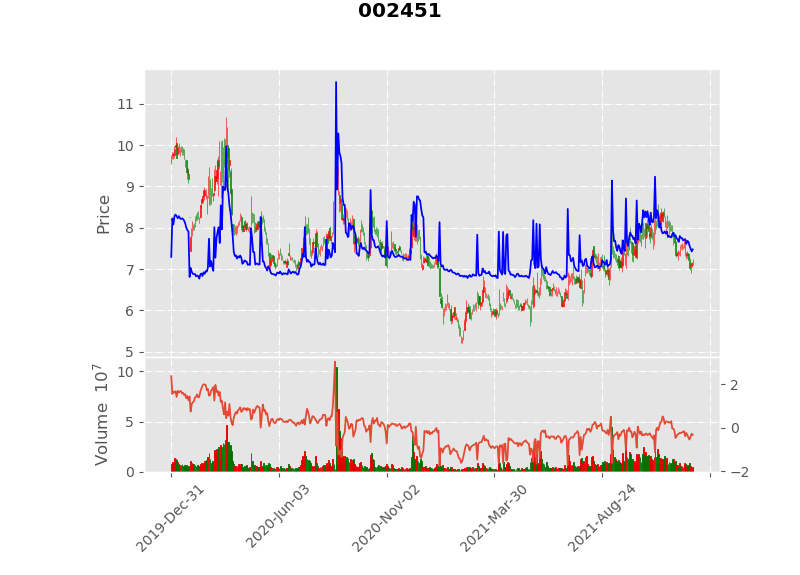 002451
11
10
9
8
7
6
5
Price
10
5
0
Volume 10^7
2
0
−2
2019-Dec-31
2020-Jun-03
2020-Nov-02
2021-Mar-30
2021-Aug-24